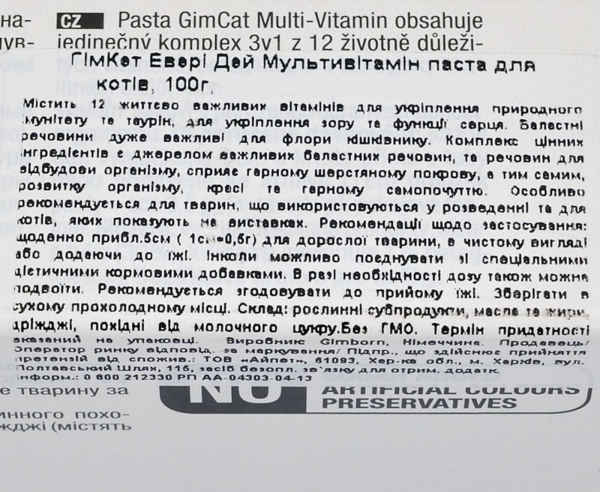 на-
CZ Pasta GimCat Multi-Vitamin obsahuje
jedinečný komplex 3v1 z 12 životně důleži-
ГімКет Евері Дей Мультивітамін паста для
котів, 100г.
Містить 12 життєво важливих вітамінів для укріплення природного
імунітету та таурін, для укріплення зору та функції серця. Баластні
речовини дуже важливі для флори кішківнику. Комплекс цінних
інгредієнтів є джерелом важливих баластних речовин, та речовин для
відбудови організму, сприяє гарному шерстяному покрову, а тим самим,
розвитку організму, красі та гарному самопочуттю. Особливо
рекомендується для тварин, що використовуються у розведенні та для
котів, яких показують на виставках. Рекомендації щодо застосування:
щоденно прибл.5см ( 1см=0,5г) для дорослої тварини, в чистому вигляді
або додаючи до їжі. Інколи можливо поєднувати зі спеціальними
дієтичними кормовими добавками. В разі необхідності дозу також можна
подвоїти. Рекомендується згодовувати до прийому їжі. Зберігати в
сухому прохолодному місці. Склад: рослинні субпродукти, масла та жири,
дріжджі, похідні від молочного цукру.Без ГМО. Термін придатності
вказаний на упаковці. Виробник Gimborn, Німеччина. Продавець/
Оператор ринку відповід. за маркування/ Підпр., що здійснює прийняття
претензій від спожив.: ТОВ «Айпет», 61093, Хар-ка обл., м. Харків, вул.
Полтавський Шлях, 115, засіб безопл. зв'язку для отрим. додатк.
інформ.: 0 800 212330 РП АА-04303-04-13
е тварину за
инного похо-
жджі (містять
NO ARTIFICIAL COLOURS
PRESERVATIVES